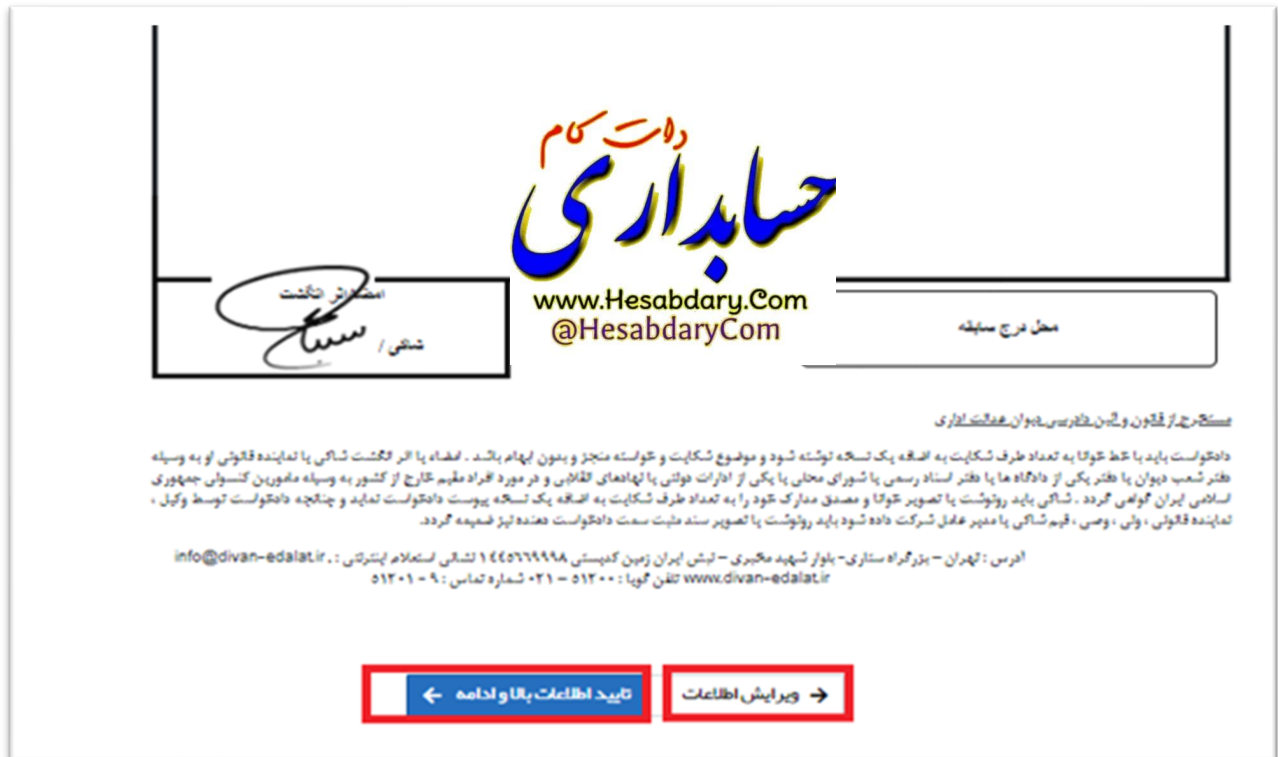 دات کام
حسابداری
www.Hesabdary.Com
@HesabdaryCom
محل درج سابقه
امضا/اثر انگشت
شاکی /
مستخرج از قانون و آئین دادرسی دیوان عدالت اداری
دادخواست باید با خط خوانا به تعداد طرف شکایت به اضافه یک نسخه نوشته شود و موضوع شکایت و خواسته منجز و بدون ابهام باشد . امضاء یا اثر انگشت شاکی یا نماینده قانونی او به وسیله
دفتر شعب دیوان یا دفتر یکی از دادگاه ها یا دفتر اسناد رسمی یا شورای محلی یا یکی از ادارات دولتی یا نهادهای انقلابی و در مورد افراد مقیم خارج از کشور به وسیله مامورین کنسولی جمهوری
اسلامی ایران گواهی گردد . شاکی باید رونوشت یا تصویر خوانا و مصدق مدارک خود را به تعداد طرف شکایت به اضافه یک نسخه پیوست دادخواست نماید و چنانچه دادخواست توسط وکیل ،
نماینده قانونی ، ولی ، وصی ، قیم شاکی یا مدیر عامل شرکت داده شود باید رونوشت یا تصویر سند مثبت سمت دادخواست دهنده نیز ضمیمه گردد.
آدرس : تهران – بزرگراه ستاری- بلوار شهید مخبری – نبش ایران زمین کدپستی ۱۴۴۵۶۶۹۹۹۸ نشانی استعلام اینترنتی : , info@divan-edalat.ir
www.divan-edalat.ir تلفن گویا : ۵۱۲۰۰ – ۰۲۱ شماره تماس : ۹ - ۵۱۲۰۱
→ ویرایش اطلاعات
تایید اطلاعات بالا و ادامه ←